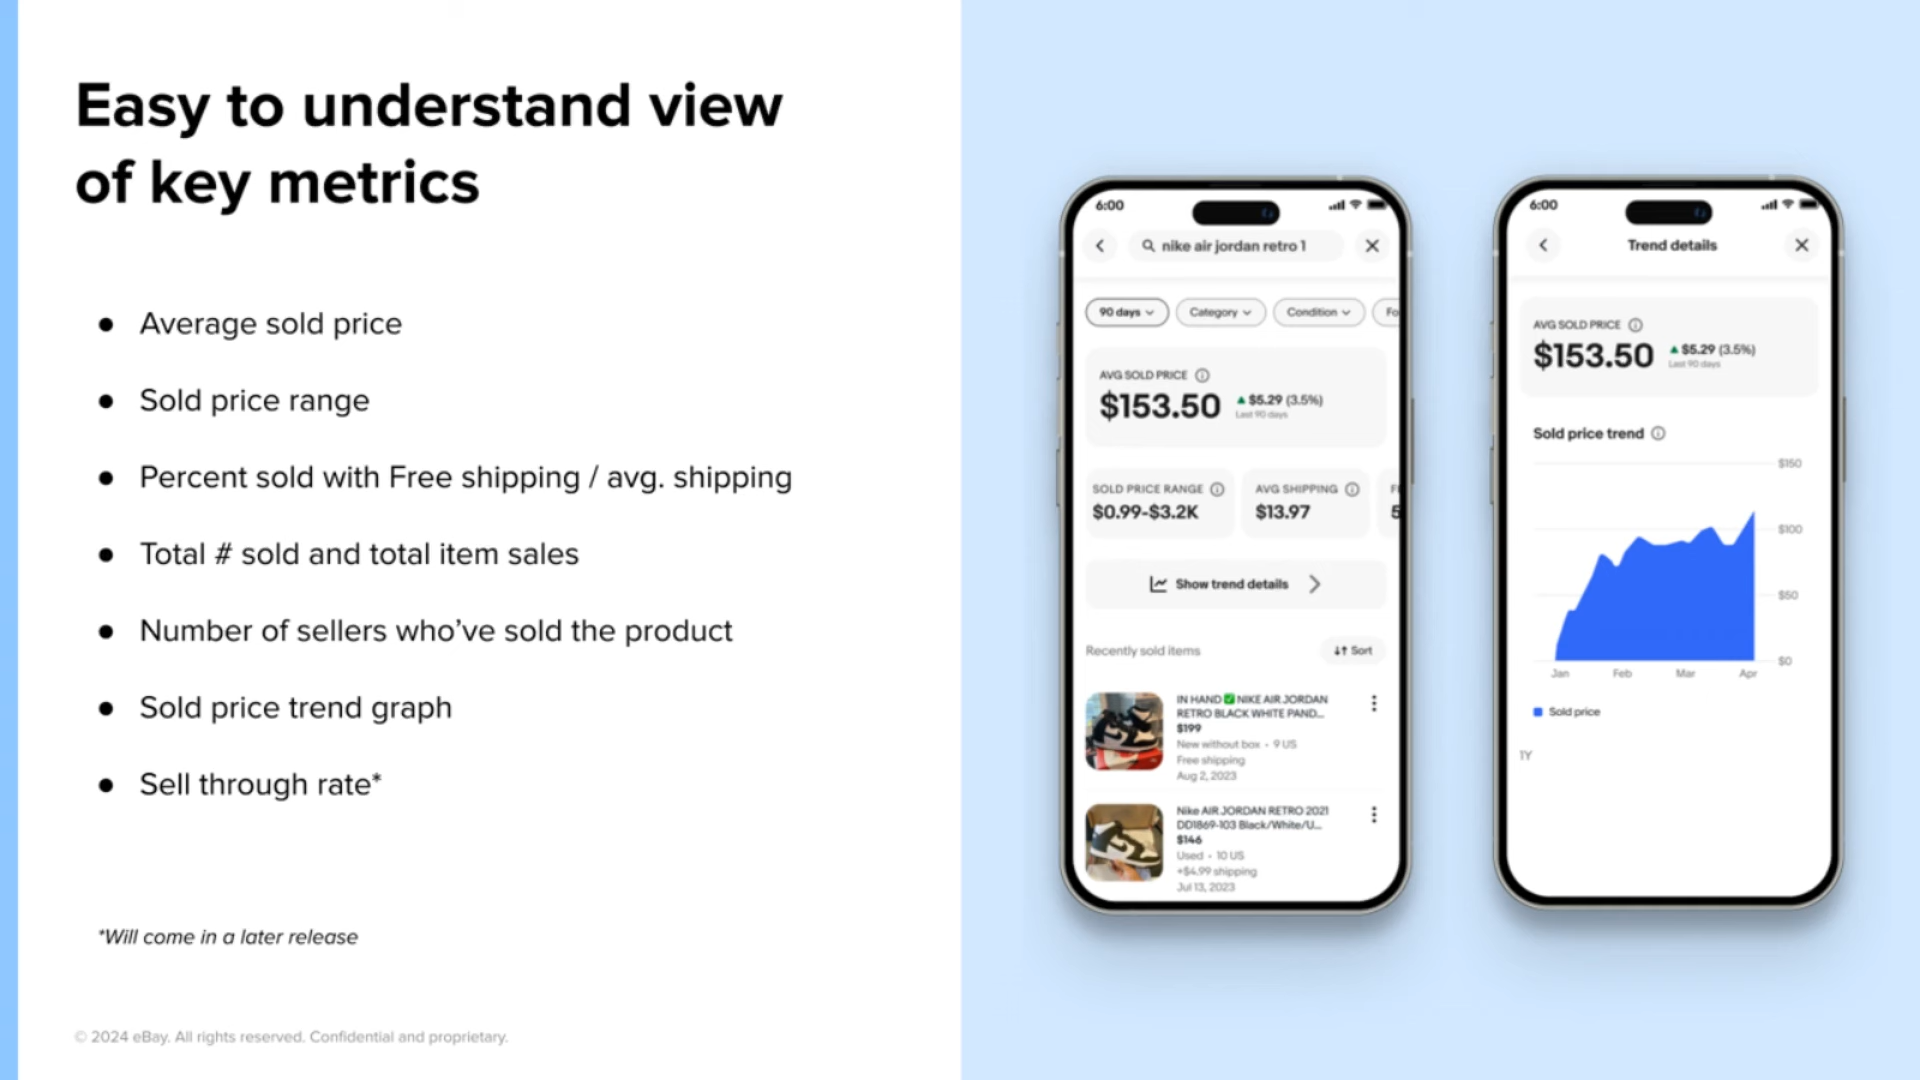 Easy to understand view
of key metrics
● Average sold price
● Sold price range
● Percent sold with Free shipping / avg. shipping
● Total # sold and total item sales
● Number of sellers who’ve sold the product
● Sold price trend graph
● Sell through rate*
*Will come in a later release
© 2024 eBay. All rights reserved. Confidential and proprietary.
6:00
nike air jordan retro 1
90 days
Category
Condition
Fo
AVG SOLD PRICE
$153.50
▲ $5.29 (3.5%)
Last 90 days
SOLD PRICE RANGE
$0.99-$3.2K
AVG SHIPPING
$13.97
Show trend details
Recently sold items
Sort
IN HAND ✅ NIKE AIR JORDAN
RETRO BLACK WHITE PAND...
$199
New without box • 9 US
Free shipping
Aug 2, 2023
Nike AIR JORDAN RETRO 2021
DD1869-103 Black/White/U...
$146
Used • 10 US
+$4.99 shipping
Jul 13, 2023
6:00
Trend details
AVG SOLD PRICE
$153.50
▲ $5.29 (3.5%)
Last 90 days
Sold price trend
$150
$100
$50
$0
Jan Feb Mar Apr
Sold price
1Y